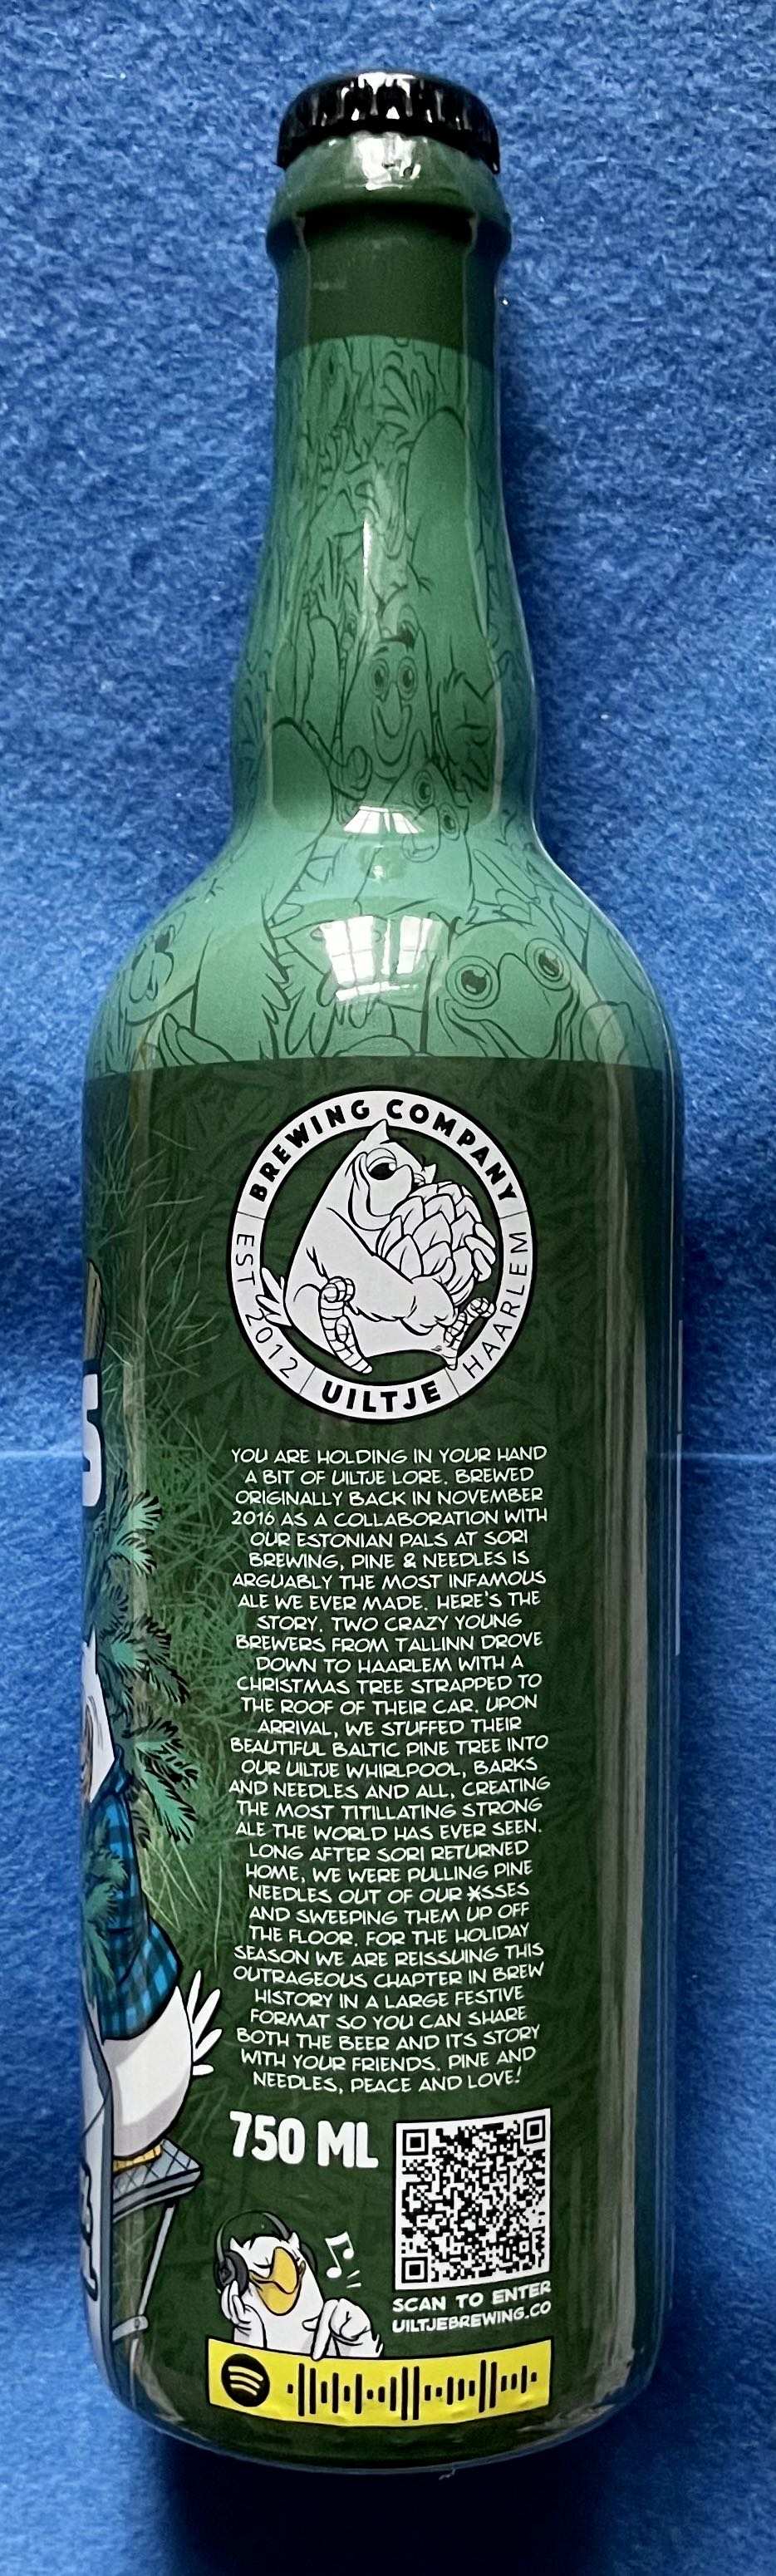 BREWING COMPANY
EST 2012
UILTJE
HAARLEM
S
YOU ARE HOLDING IN YOUR HAND
A BIT OF UILTJE LORE. BREWED
ORIGINALLY BACK IN NOVEMBER
2016 AS A COLLABORATION WITH
OUR ESTONIAN PALS AT SORI
BREWING, PINE & NEEDLES IS
ARGUABLY THE MOST INFAMOUS
ALE WE EVER MADE. HERE'S THE
STORY. TWO CRAZY YOUNG
BREWERS FROM TALLINN DROVE
DOWN TO HAARLEM WITH A
CHRISTMAS TREE STRAPPED TO
THE ROOF OF THEIR CAR. UPON
ARRIVAL, WE STUFFED THEIR
BEAUTIFUL BALTIC PINE TREE INTO
OUR UILTJE WHIRLPOOL, BARKS
AND NEEDLES AND ALL, CREATING
THE MOST TITILLATING STRONG
ALE THE WORLD HAS EVER SEEN.
LONG AFTER SORI RETURNED
HOME, WE WERE PULLING PINE
NEEDLES OUT OF OUR *SSES
AND SWEEPING THEM UP OFF
THE FLOOR. FOR THE HOLIDAY
SEASON WE ARE REISSUING THIS
OUTRAGEOUS CHAPTER IN BREW
HISTORY IN A LARGE FESTIVE
FORMAT SO YOU CAN SHARE
BOTH THE BEER AND ITS STORY
WITH YOUR FRIENDS. PINE AND
NEEDLES, PEACE AND LOVE!
750 ML
SCAN TO ENTER
UILTJEBREWING.CO